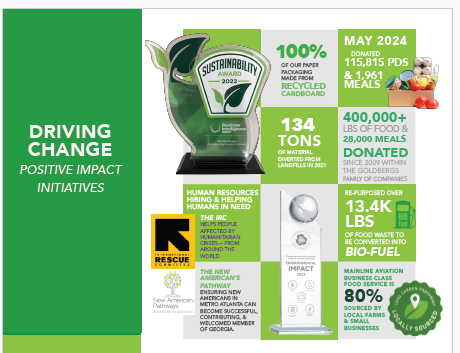 DRIVING
CHANGE
POSITIVE IMPACT
INITIATIVES
SUSTAINABILITY
AWARD
2022
Business
Intelligence
100%
OF OUR PAPER
PACKAGING
MADE FROM
RECYCLED
CARDBOARD
MAY 2024
DONATED
115,815 PDS
& 1,961
MEALS
134
TONS
OF MATERIAL
DIVERTED FROM
LANDFILLS IN 2021
400,000+
LBS OF FOOD &
28,000 MEALS
DONATED
SINCE 2009 WITHIN
THE GOLDBERGS
FAMILY OF COMPANIES
HUMAN RESOURCES
HIRING & HELPING
HUMANS IN NEED
THE IRC
HELPS PEOPLE
AFFECTED BY
HUMANITARIAN
CRISES— FROM
AROUND THE
WORLD
INTERNATIONAL
RESCUE
COMMITTEE
THE NEW
AMERICAN'S
PATHWAY
ENSURING NEW
AMERICANS IN
METRO ATLANTA CAN
BECOME SUCCESSFUL,
CONTRIBUTING, &
WELCOMED MEMBER
OF GEORGIA.
New American
Pathways
ENVIRONMENTAL
IMPACT
RE-PURPOSED OVER
13.4K
LBS
OF FOOD WASTE TO
BE CONVERTED INTO
BIO-FUEL
MAINLINE AVIATION
BUSINESS CLASS
FOOD SERVICE IS
80%
SOURCED BY
LOCAL FARMS
& SMALL
BUSINESSES
LOCALLY SOURCED